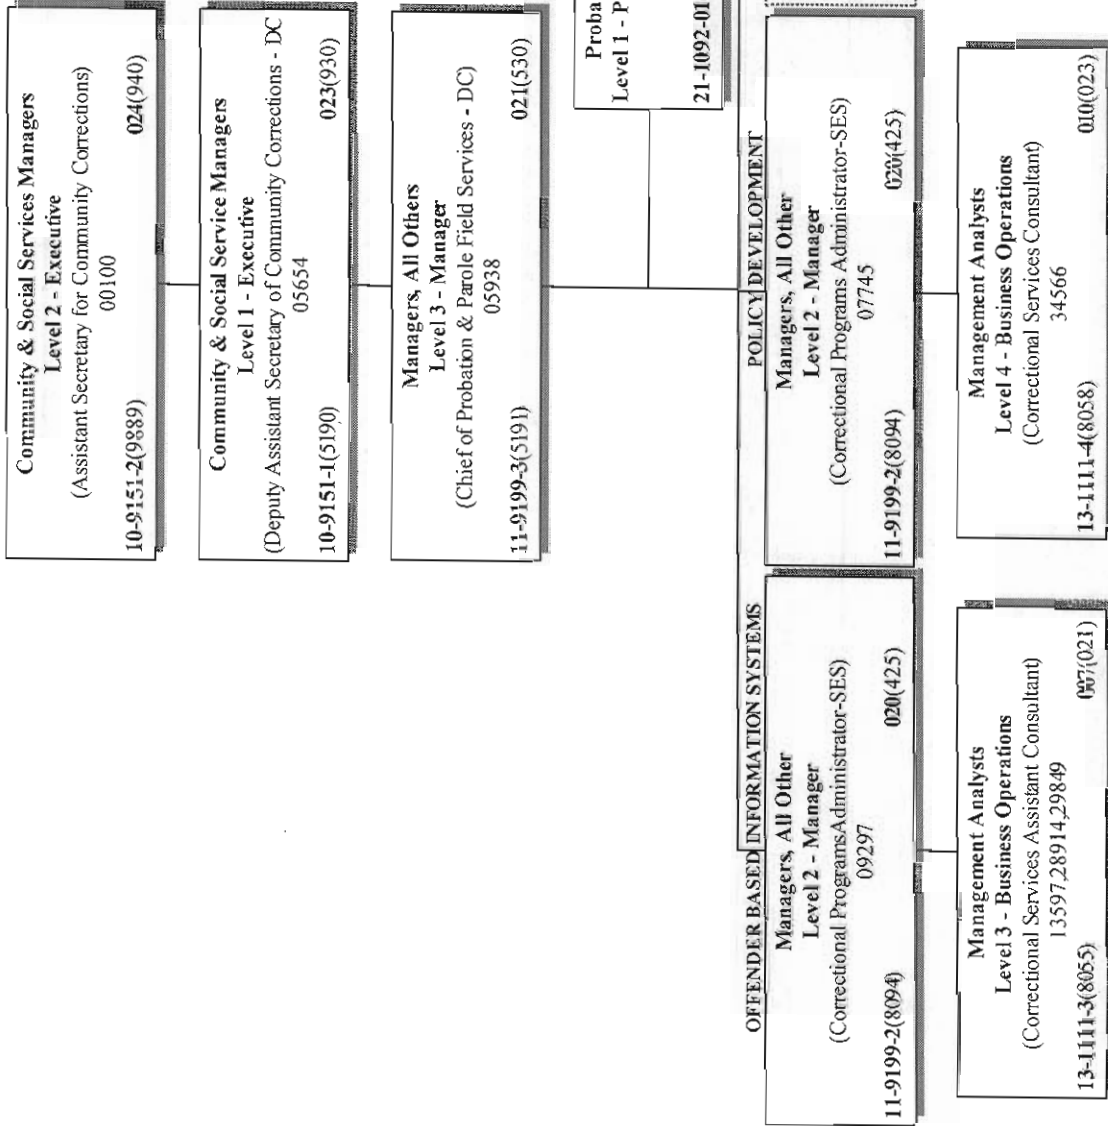 Community & Social Services Managers
Level 2 - Executive
(Assistant Secretary for Community Corrections)
00100
10-9151-2(9889) 024(940)
Community & Social Service Managers
Level 1 - Executive
(Deputy Assistant Secretary of Community Corrections - DC
05654
10-9151-1(5190) 023(930)
Managers, All Others
Level 3 - Manager
(Chief of Probation & Parole Field Services - DC)
05938
11-9199-3(5191) 021(530)
Proba
Level 1 - P
21-1092-01
OFFENDER BASED INFORMATION SYSTEMS
Managers, All Other
Level 2 - Manager
(Correctional ProgramsAdministrator-SES)
09297
11-9199-2(8094) 020(425)
POLICY DEVELOPMENT
Managers, All Other
Level 2 - Manager
(Correctional Programs Administrator-SES)
07745
11-9199-2(8094) 020(425)
Management Analysts
Level 3 - Business Operations
(Correctional Services Assistant Consultant)
13597,28914,29849
13-1111-3(8055) 007(021)
Management Analysts
Level 4 - Business Operations
(Correctional Services Consultant)
34566
13-1111-4(8058) 010(023)